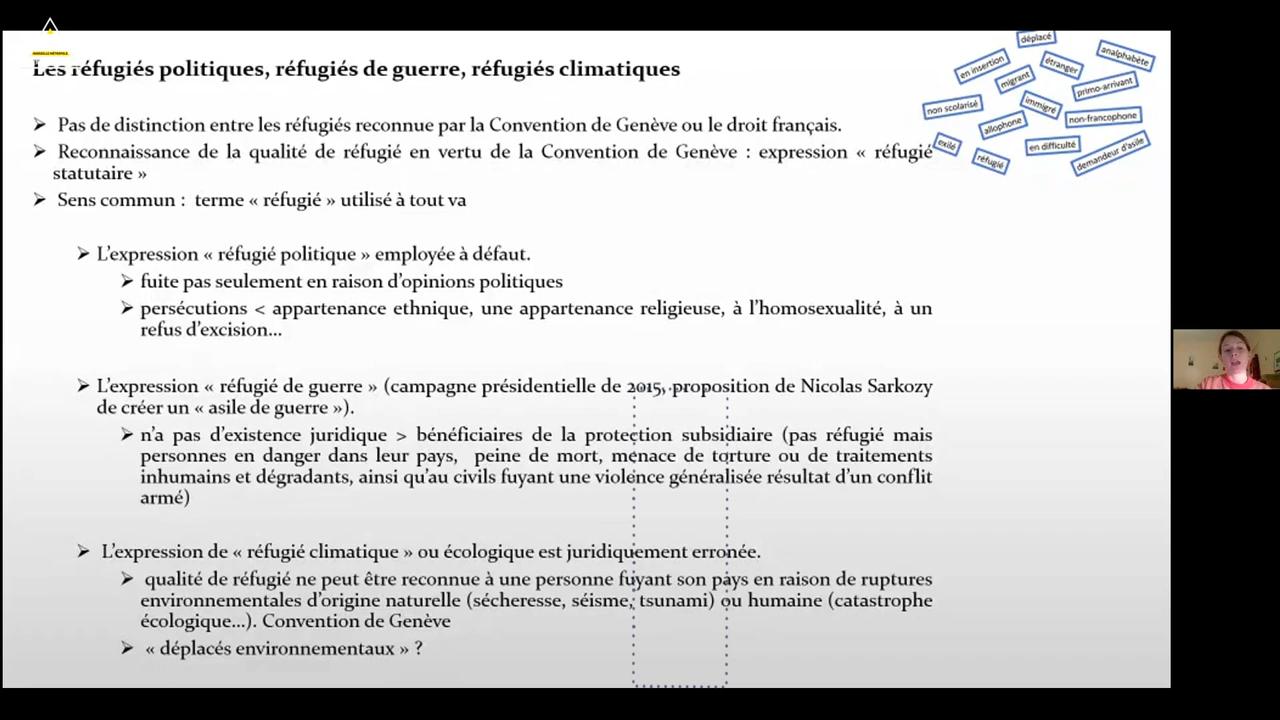 MARSEILLE MÉTROPOLE
Les réfugiés politiques, réfugiés de guerre, réfugiés climatiques
Pas de distinction entre les réfugiés reconnue par la Convention de Genève ou le droit français.
Reconnaissance de la qualité de réfugié en vertu de la Convention de Genève : expression « réfugié
statutaire »
Sens commun : terme « réfugié » utilisé à tout va
L'expression « réfugié politique » employée à défaut.
fuite pas seulement en raison d'opinions politiques
persécutions < appartenance ethnique, une appartenance religieuse, à l'homosexualité, à un
refus d'excision...
L'expression « réfugié de guerre » (campagne présidentielle de 2015, proposition de Nicolas Sarkozy
de créer un « asile de guerre »).
n'a pas d'existence juridique > bénéficiaires de la protection subsidiaire (pas réfugié mais
personnes en danger dans leur pays, peine de mort, menace de torture ou de traitements
inhumains et dégradants, ainsi qu'au civils fuyant une violence généralisée résultat d'un conflit
armé)
L'expression de « réfugié climatique » ou écologique est juridiquement erronée.
qualité de réfugié ne peut être reconnue à une personne fuyant son pays en raison de ruptures
environnementales d'origine naturelle (sécheresse, séisme, tsunami) ou humaine (catastrophe
écologique...). Convention de Genève
« déplacés environnementaux » ?
déplacé
analphabète
en insertion
étranger
migrant
primo-arrivant
non scolarisé
immigré
non-francophone
allophone
exilé
en difficulté
demandeur d'asile
réfugié